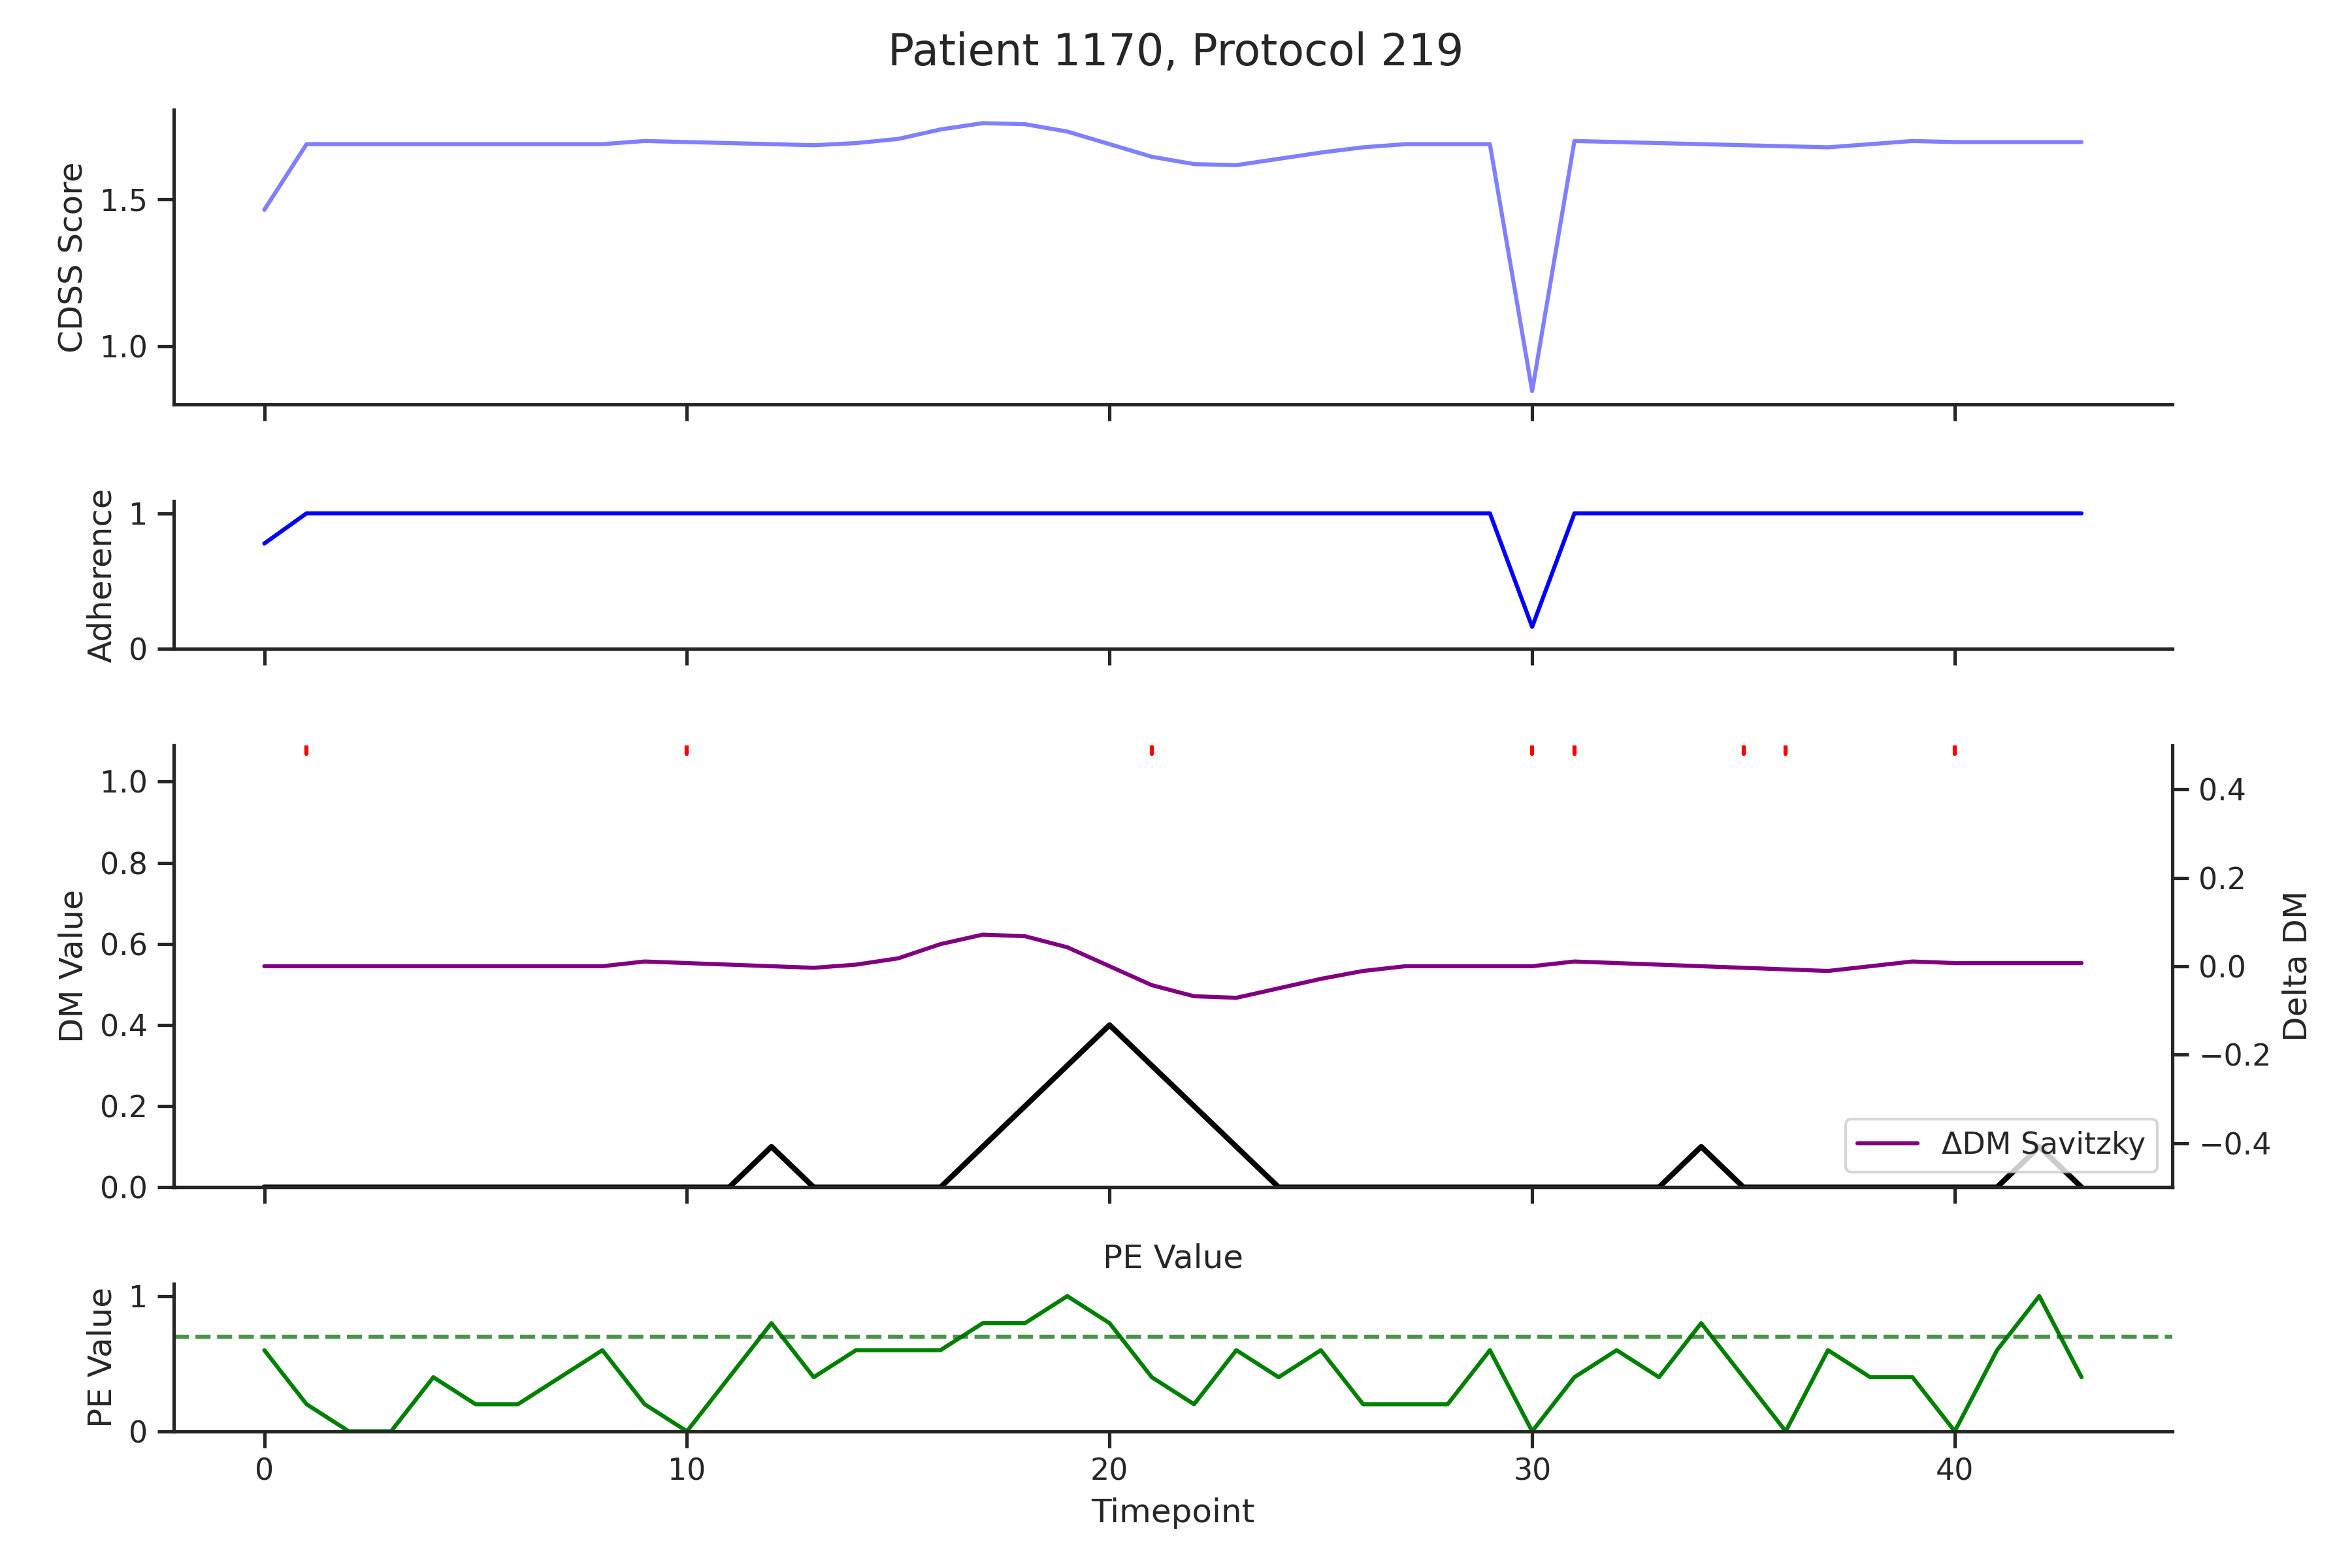 Patient 1170, Protocol 219
CDSS Score
1.5
1.0
Adherence
1
0
DM Value
1.0
0.8
0.6
0.4
0.2
0.0
Delta DM
0.4
0.2
0.0
−0.2
−0.4
ΔDM Savitzky
PE Value
PE Value
1
0
0 10 20 30 40
Timepoint